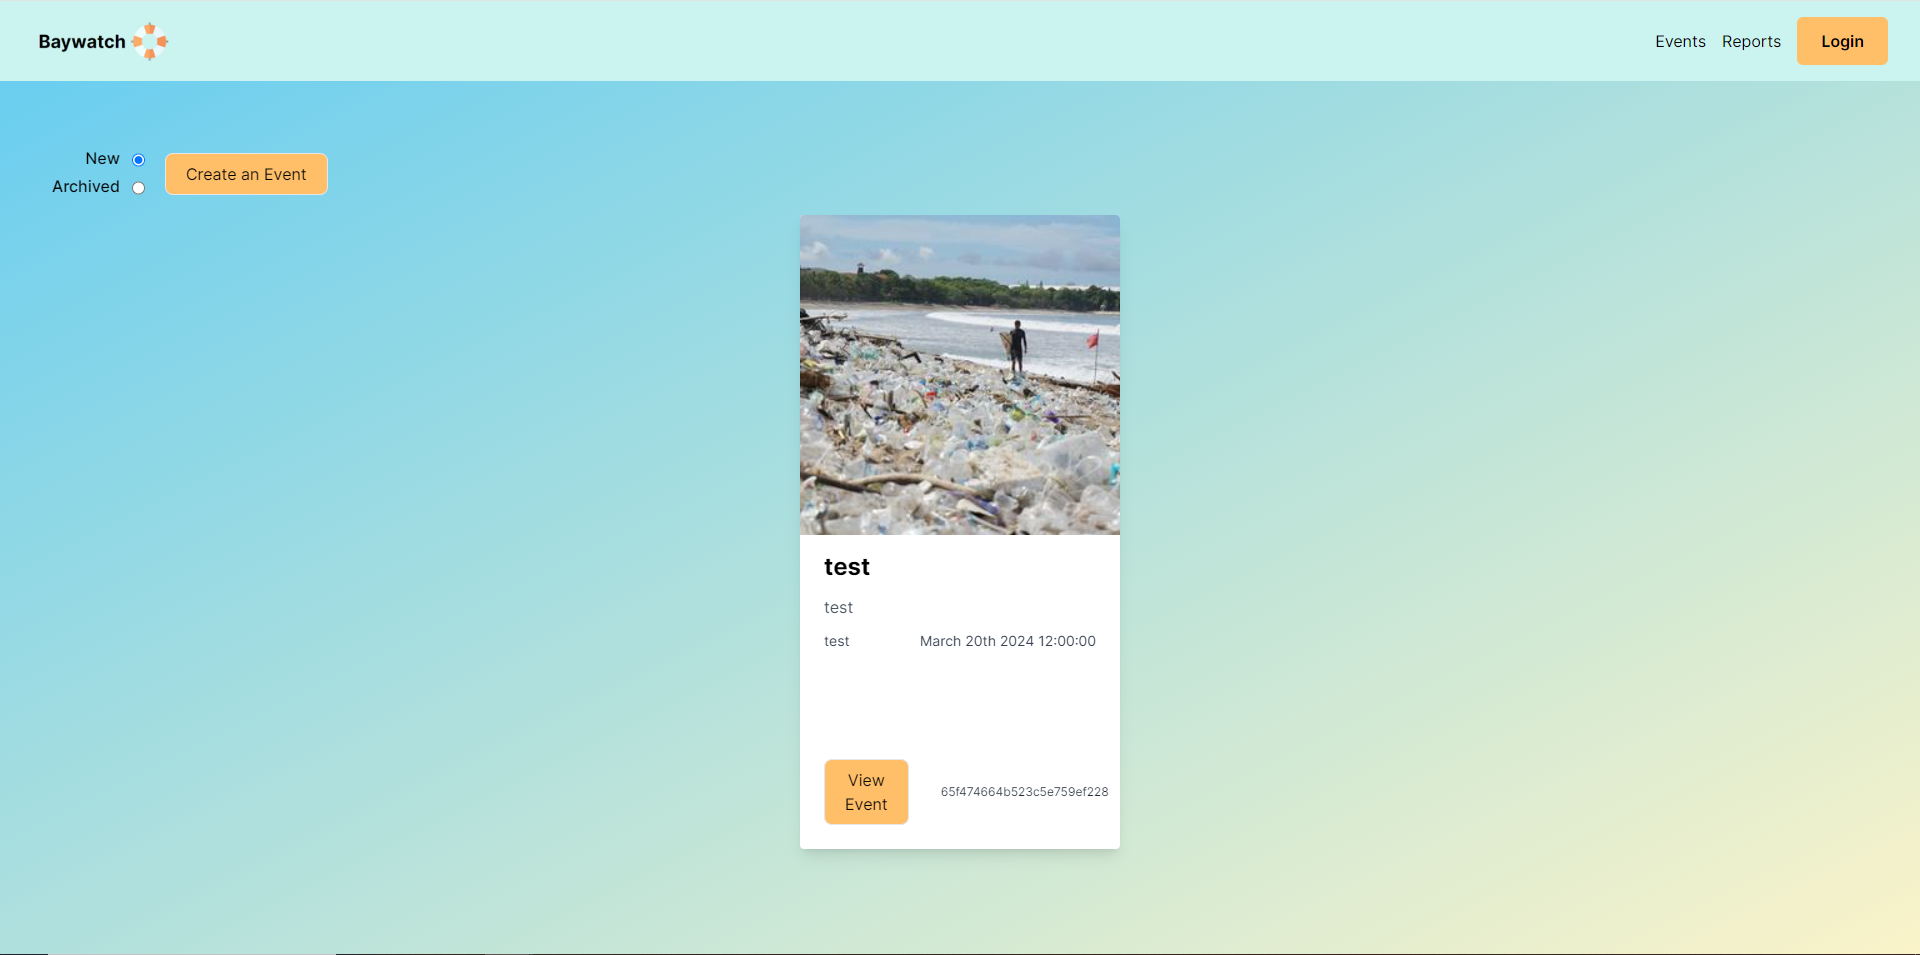 Baywatch
Events Reports Login
New
Archived
Create an Event
test
test
test March 20th 2024 12:00:00
View
Event
65f474664b523c5e759ef228